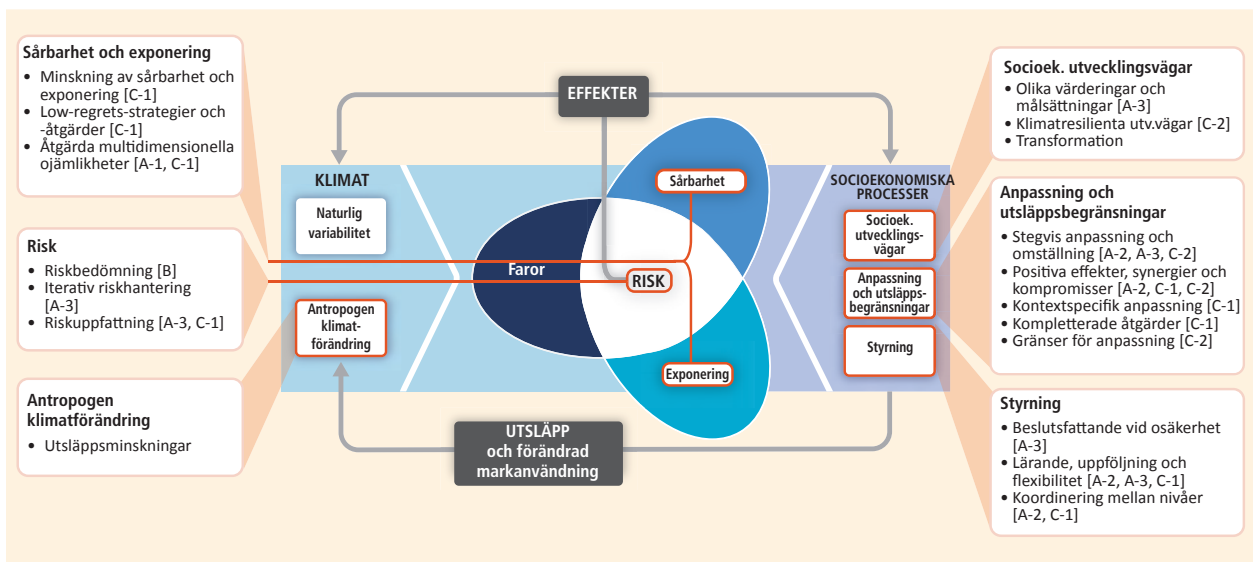 Sårbarhet och exponering
• Minskning av sårbarhet och
exponering [C-1]
• Low-regrets-strategier och
-åtgärder [C-1]
• Åtgärda multidimensionella
ojämlikheter [A-1, C-1]
Risk
• Riskbedömning [B]
• Iterativ riskhantering
[A-3]
• Riskuppfattning [A-3, C-1]
Antropogen
klimatförändring
• Utsläppsminskningar
EFFEKTER
KLIMAT
Naturlig
variabilitet
Antropogen
klimat-
förändring
Faror
Sårbarhet
RISK
Exponering
UTSLÄPP
och förändrad
markanvändning
SOCIOEKONOMISKA
PROCESSER
Socioek.
utvecklings-
vägar
Anpassning
och utsläpps-
begränsningar
Styrning
Socioek. utvecklingsvägar
• Olika värderingar och
målsättningar [A-3]
• Klimatresilienta utv.vägar [C-2]
• Transformation
Anpassning och
utsläppsbegränsningar
• Stegvis anpassning och
omställning [A-2, A-3, C-2]
• Positiva effekter, synergier och
kompromisser [A-2, C-1, C-2]
• Kontextspecifik anpassning [C-1]
• Kompletterade åtgärder [C-1]
• Gränser för anpassning [C-2]
Styrning
• Beslutsfattande vid osäkerhet
[A-3]
• Lärande, uppföljning och
flexibilitet [A-2, A-3, C-1]
• Koordinering mellan nivåer
[A-2, C-1]